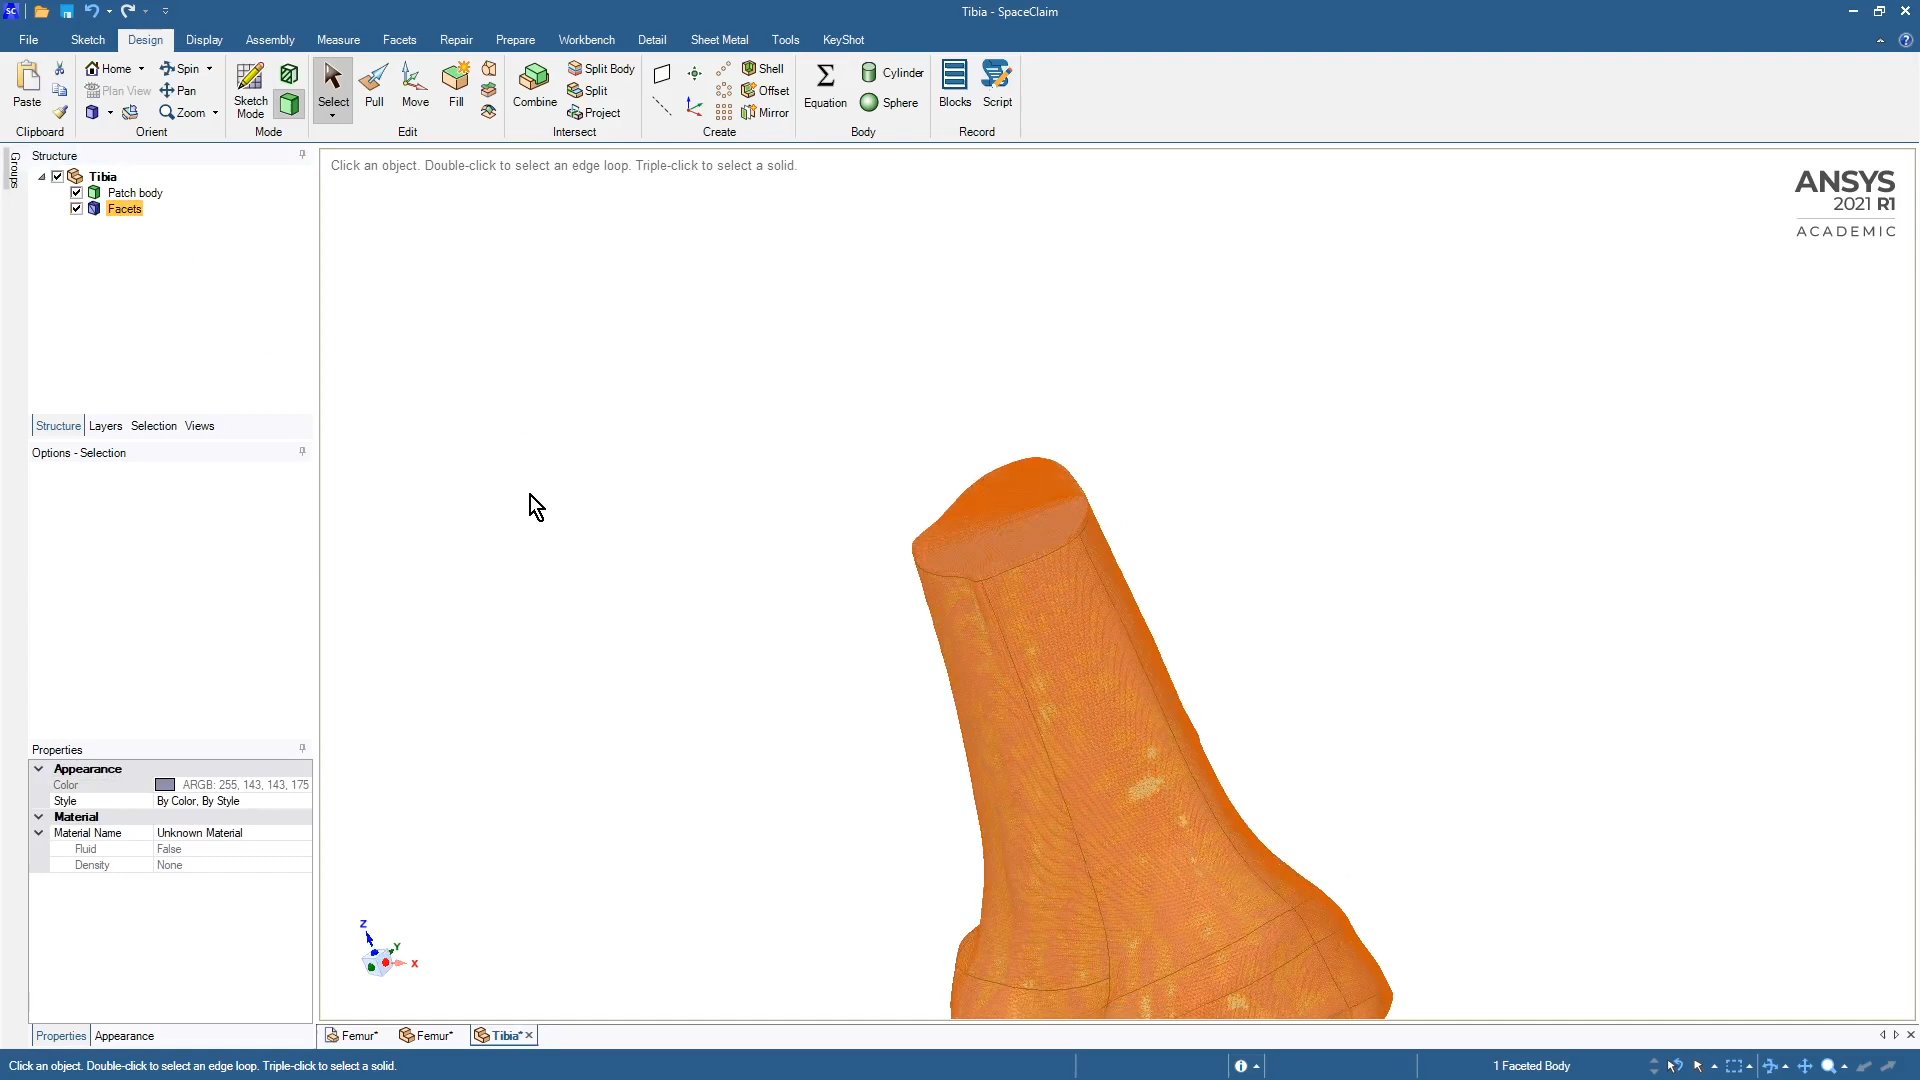 SC
Tibia - SpaceClaim
File Sketch Design Display Assembly Measure Facets Repair Prepare Workbench Detail Sheet Metal Tools KeyShot
Paste
Clipboard
Home
Plan View
Spin
Pan
Zoom
Orient
Sketch Mode
Mode
Select
Pull
Move
Fill
Edit
Combine
Split Body
Split
Project
Intersect
Shell
Offset
Mirror
Create
Equation
Cylinder
Sphere
Body
Blocks
Script
Record
Groups
Structure
Tibia
Patch body
Facets
Structure Layers Selection Views
Options - Selection
Properties
Appearance
Color ARGB: 255, 143, 143, 175
Style By Color, By Style
Material
Material Name Unknown Material
Fluid False
Density None
Properties Appearance
Click an object. Double-click to select an edge loop. Triple-click to select a solid.
ANSYS
2021 R1
ACADEMIC
Z
Y
X
Femur* Femur* Tibia*
Click an object. Double-click to select an edge loop. Triple-click to select a solid.
1 Faceted Body